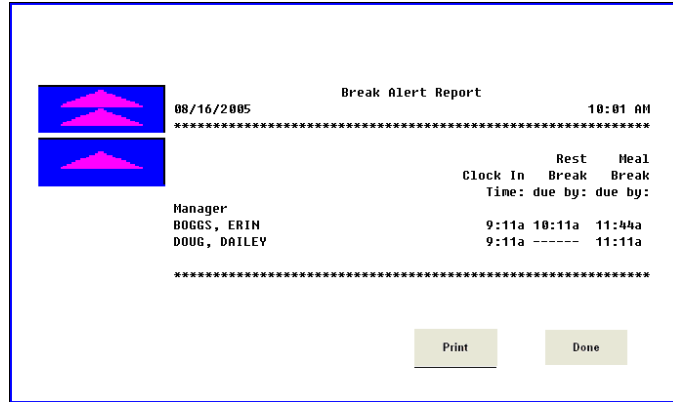 Break Alert Report
08/16/2005 10:01 AM
*************************************************************
Rest Meal
Clock In Break Break
Time: due by: due by:
Manager
BOGGS, ERIN 9:11a 10:11a 11:44a
DOUG, DAILEY 9:11a ------ 11:11a
*************************************************************
Print Done